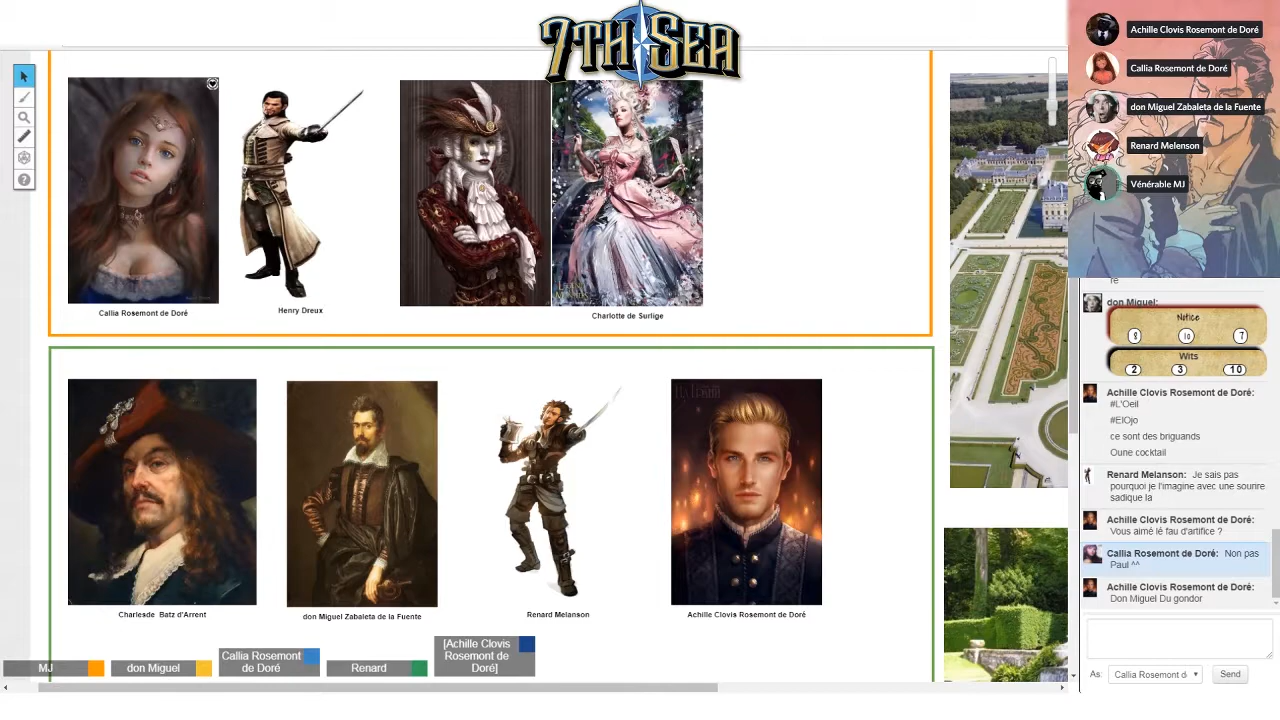 7TH SEA
Callia Rosemont de Doré
Henry Dreux
Charlotte de Surlige
Charlesde Batz d'Arrent
don Miguel Zabaleta de la Fuente
Renard Melanson
Achille Clovis Rosemont de Doré
MJ
don Miguel
Callia Rosemont
de Doré
Renard
[Achille Clovis
Rosemont de
Doré]
Achille Clovis Rosemont de Doré
Callia Rosemont de Doré
don Miguel Zabaleta de la Fuente
Renard Melenson
Vénérable MJ
re
don Miguel:
Notice
8 10 7
Wits
2 3 10
Achille Clovis Rosemont de Doré:
#L'Oeil
#ElOjo
ce sont des briguands
Oune cocktail
Renard Melanson: Je sais pas
pourquoi je l'imagine avec une sourire
sadique la
Achille Clovis Rosemont de Doré:
Vous aimé lé fau d'artifice ?
Callia Rosemont de Doré: Non pas
Paul ^^
Achille Clovis Rosemont de Doré:
Don Miguel Du gondor
As: Callia Rosemont d
Send